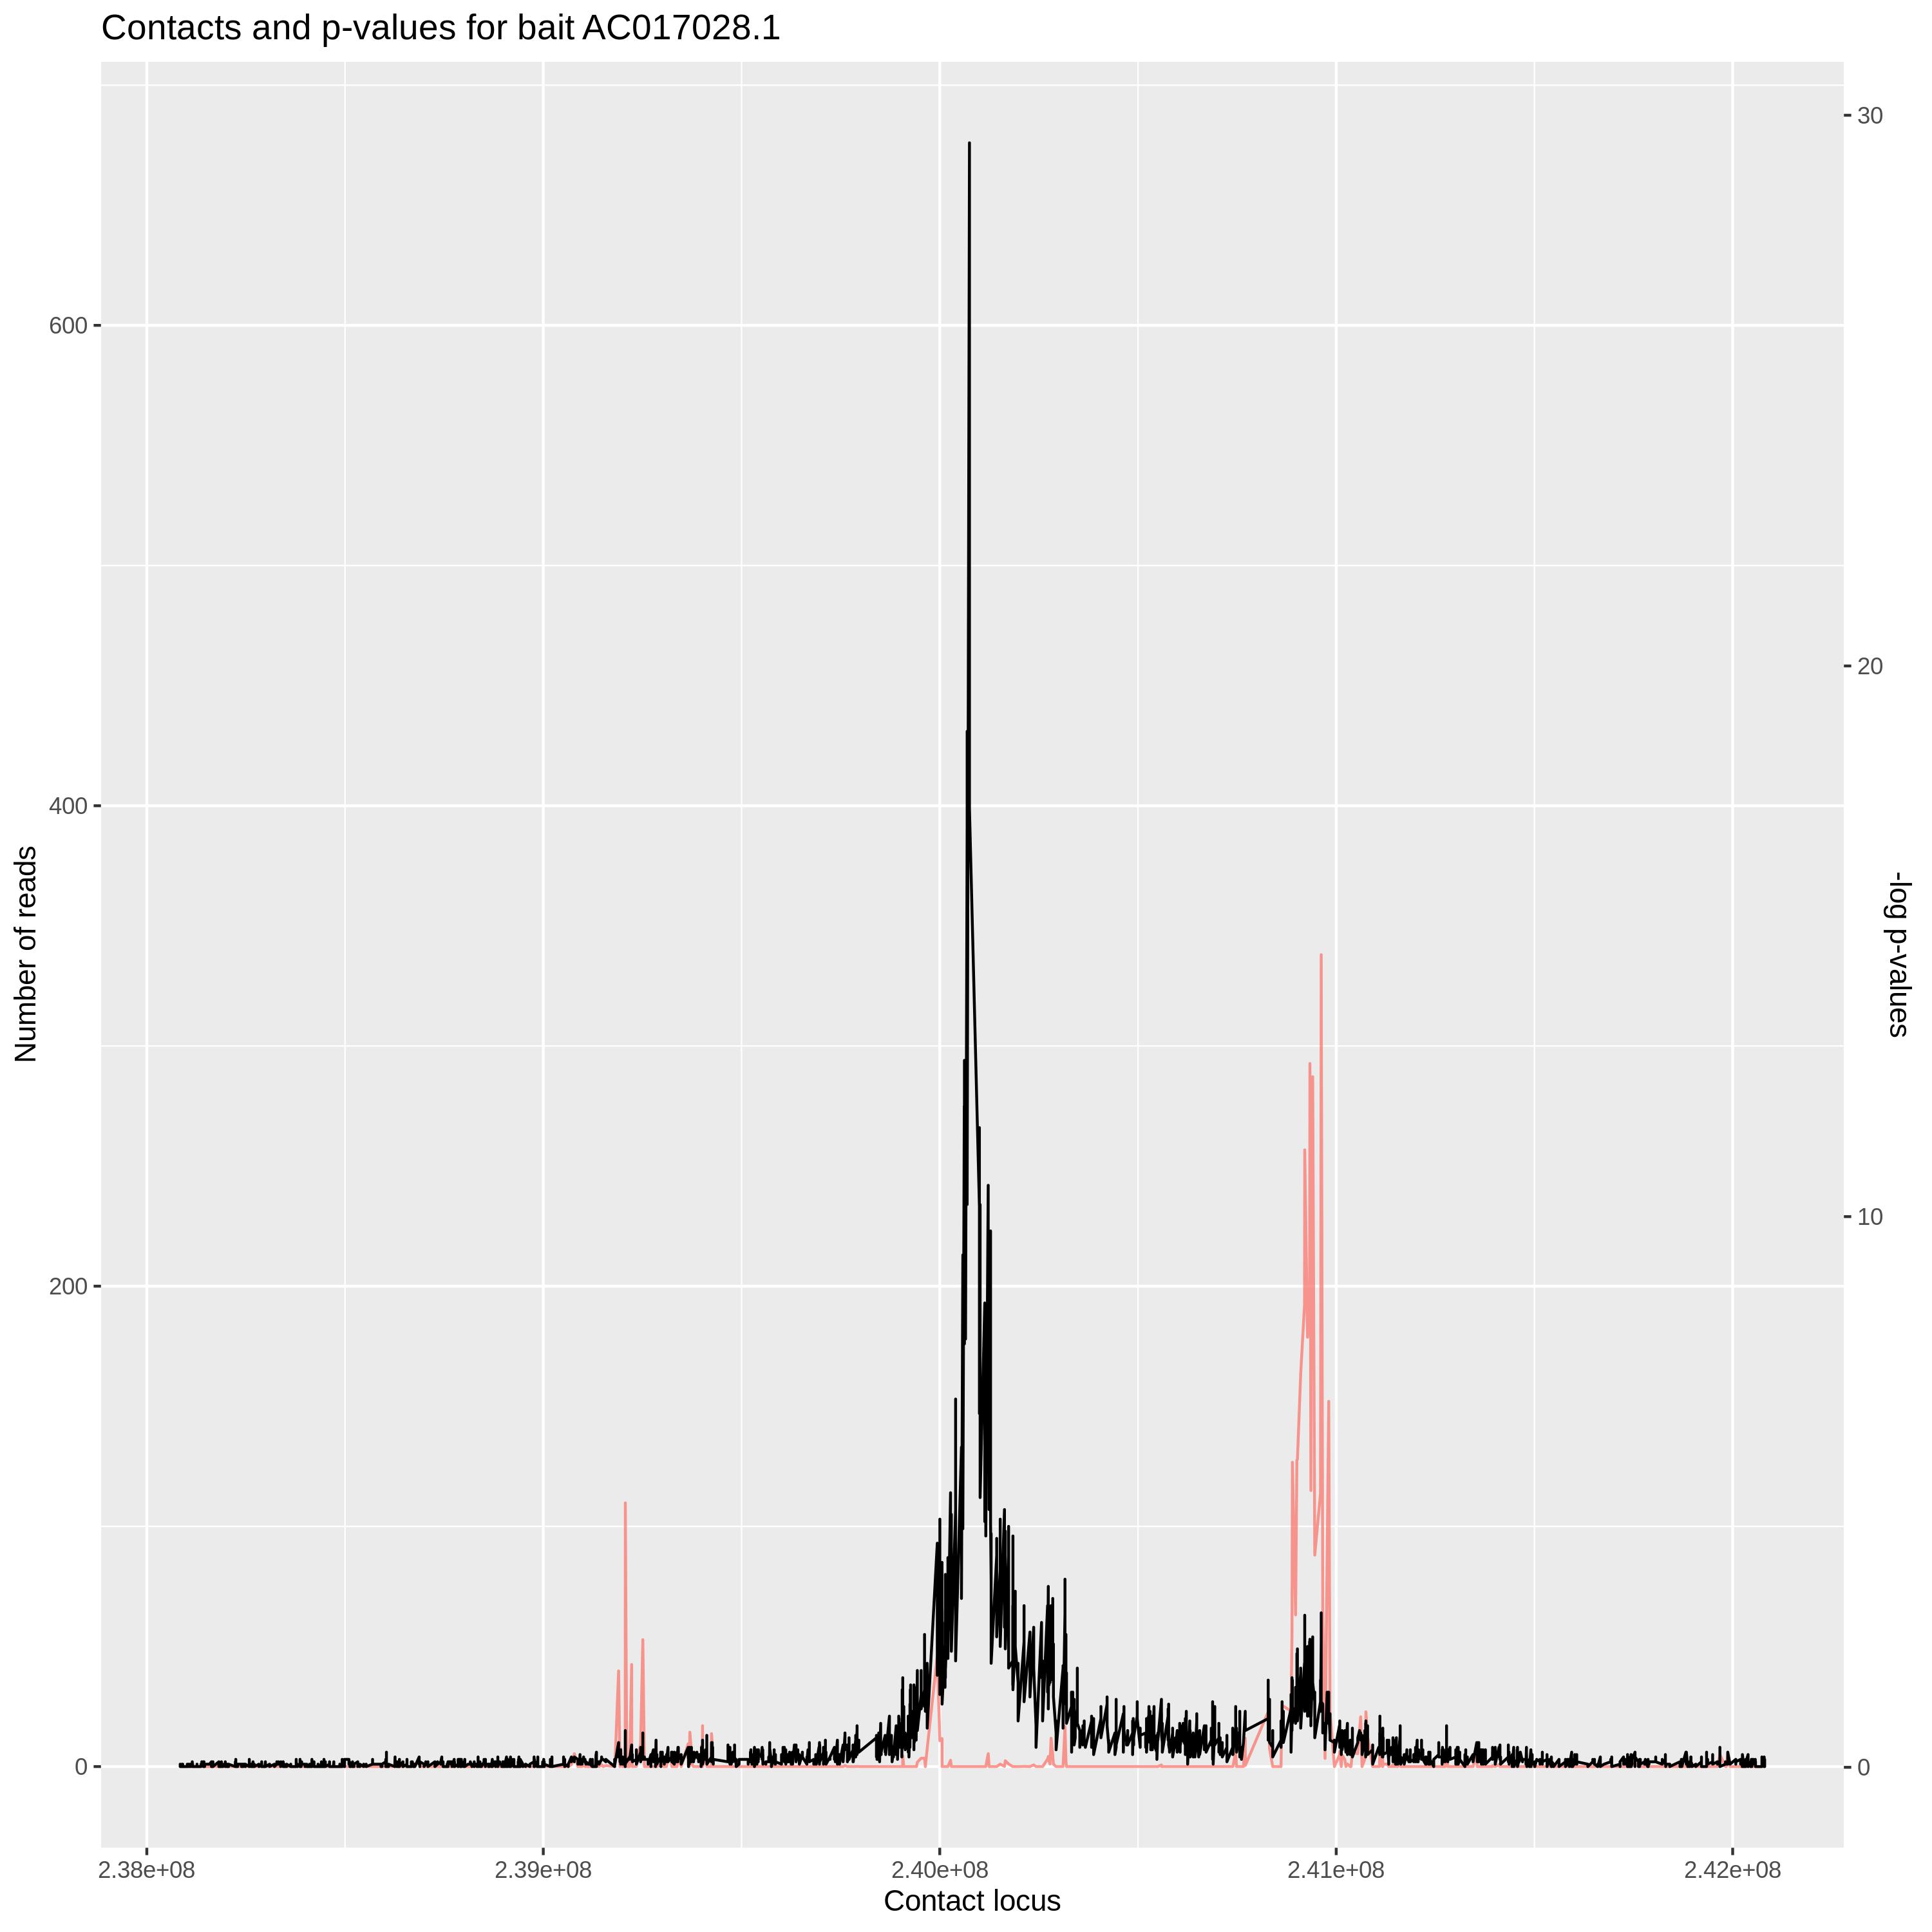 Contacts and p-values for bait AC017028.1
Number of reads
600
400
200
0
30
20
10
0
-log p-values
2.38e+08 2.39e+08 2.40e+08 2.41e+08 2.42e+08
Contact locus